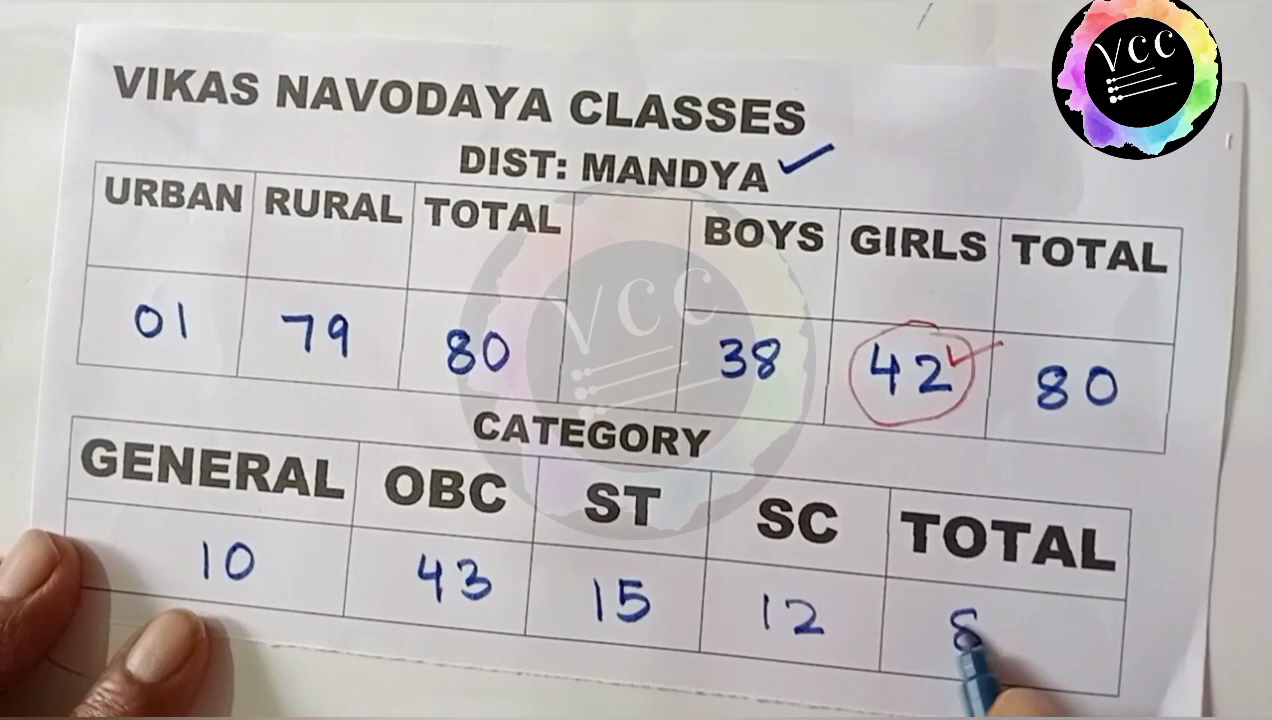 VCC
VIKAS NAVODAYA CLASSES
DIST: MANDYA
URBAN RURAL TOTAL BOYS GIRLS TOTAL
01 79 80 38 42 80
VCC
CATEGORY
GENERAL OBC ST SC TOTAL
10 43 15 12 8